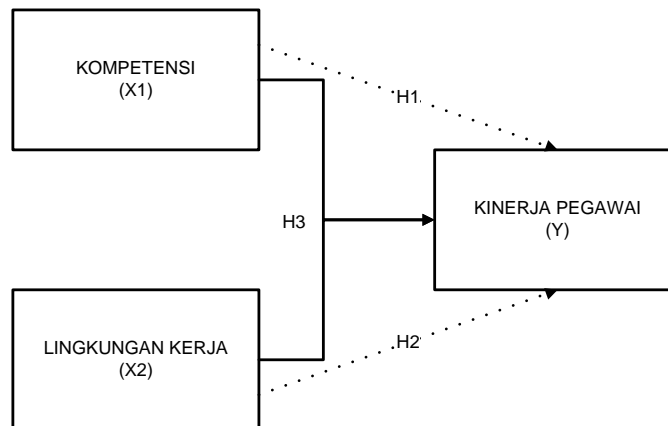 KOMPETENSI
(X1)
H1
KINERJA PEGAWAI
(Y)
H3
LINGKUNGAN KERJA
(X2)
H2